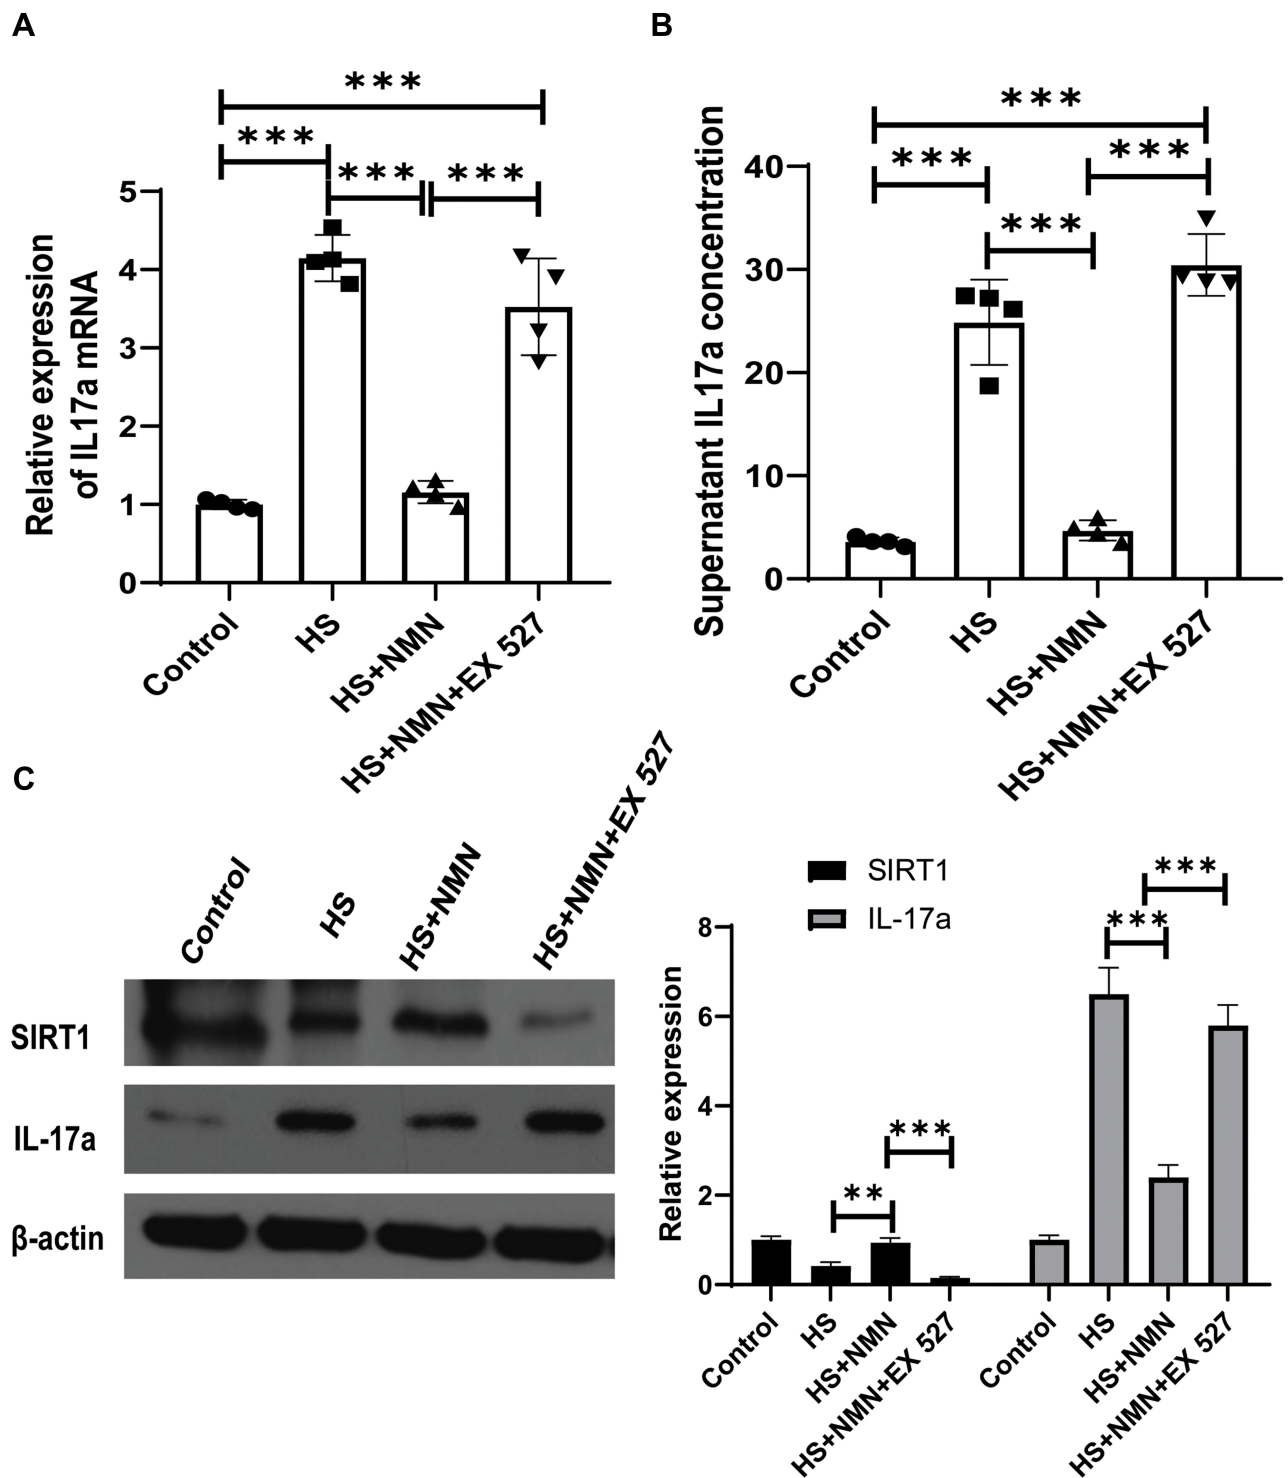 A
***
***
***
***
Relative expression
of IL17a mRNA
5
4
3
2
1
0
Control
HS
HS+NMN
HS+NMN+EX 527
B
***
***
***
***
Supernatant IL17a concentration
40
30
20
10
0
Control
HS
HS+NMN
HS+NMN+EX 527
C
Control
HS
HS+NMN
HS+NMN+EX 527
SIRT1
IL-17a
β-actin
SIRT1
IL-17a
***
***
***
**
Relative expression
8
6
4
2
0
Control
HS
HS+NMN
HS+NMN+EX 527
Control
HS
HS+NMN
HS+NMN+EX 527